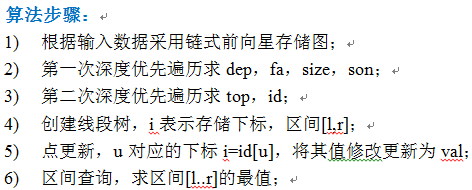 算法步骤：
1) 根据输入数据采用链式前向星存储图；
2) 第一次深度优先遍历求 dep，fa，size，son；
3) 第二次深度优先遍历求 top，id；
4) 创建线段树，i 表示存储下标，区间[l,r]；
5) 点更新，u 对应的下标 i=id[u]，将其值修改更新为 val；
6) 区间查询，求区间[l..r]的最值；